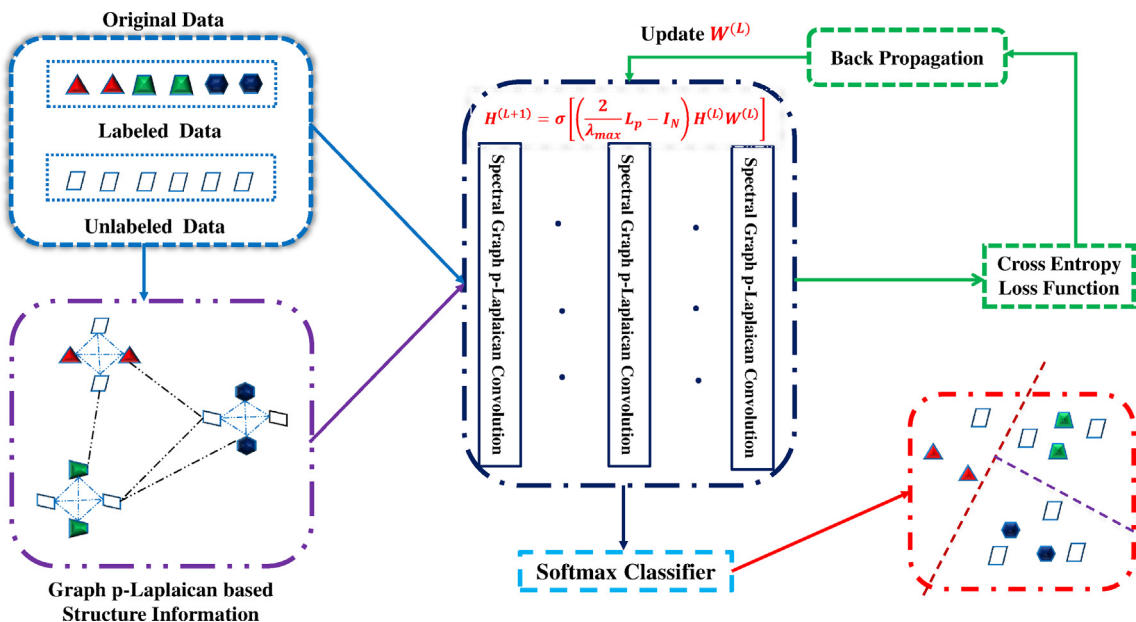 Original Data
Labeled Data
Unlabeled Data
Graph p-Laplaican based
Structure Information
Update W^(L)
Back Propagation
H^(L+1) = σ[(2/λ_max L_p − I_N) H^(L) W^(L)]
Spectral Graph p-Laplaican Convolution
Spectral Graph p-Laplaican Convolution
Spectral Graph p-Laplaican Convolution
Cross Entropy
Loss Function
Softmax Classifier